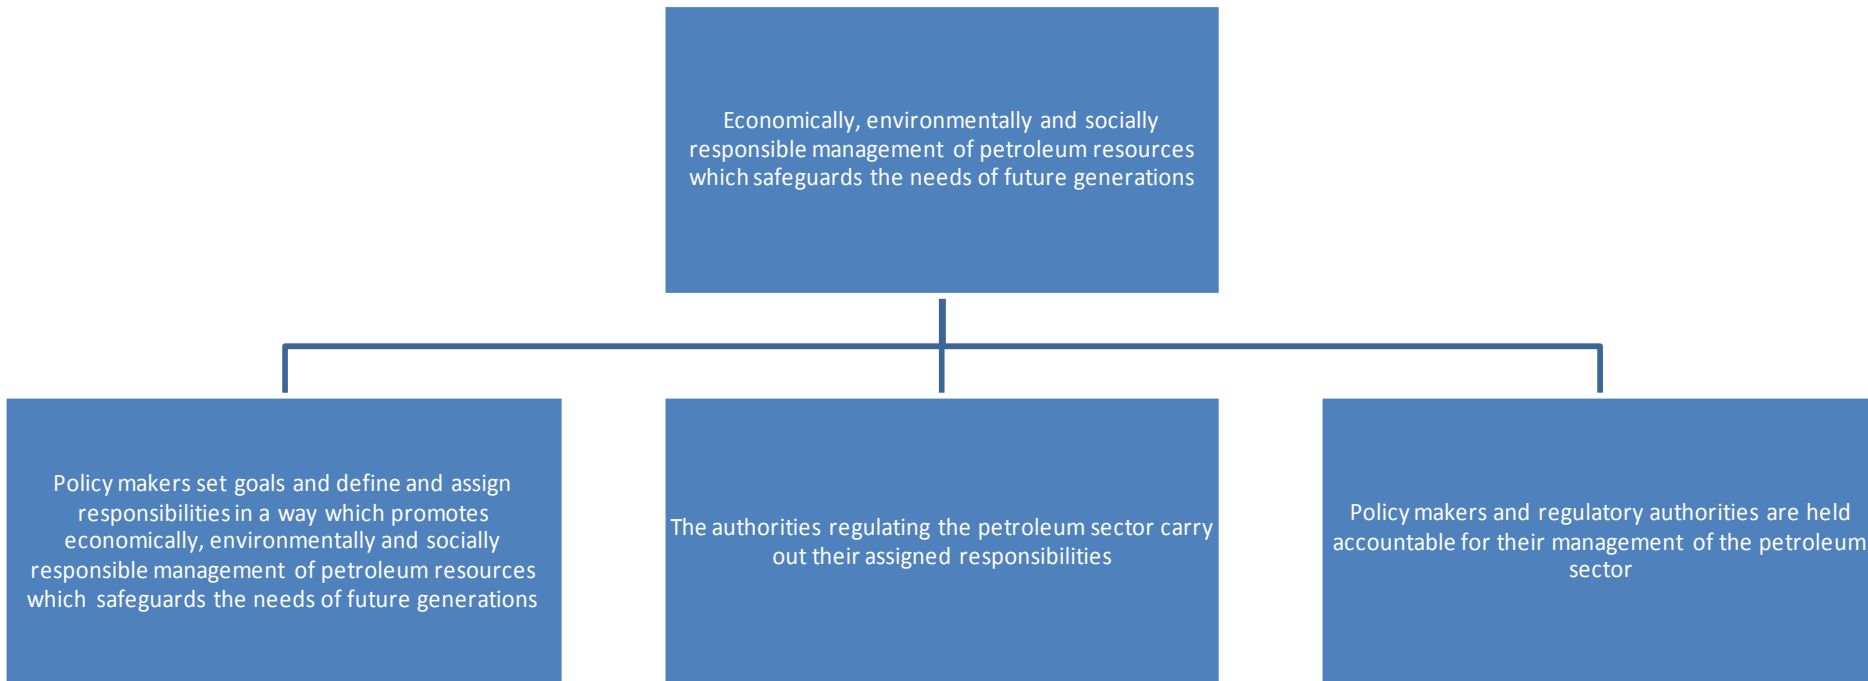 Economically, environmentally and socially
responsible management of petroleum resources
which safeguards the needs of future generations
Policy makers set goals and define and assign
responsibilities in a way which promotes
economically, environmentally and socially
responsible management of petroleum resources
which safeguards the needs of future generations
The authorities regulating the petroleum sector carry
out their assigned responsibilities
Policy makers and regulatory authorities are held
accountable for their management of the petroleum
sector